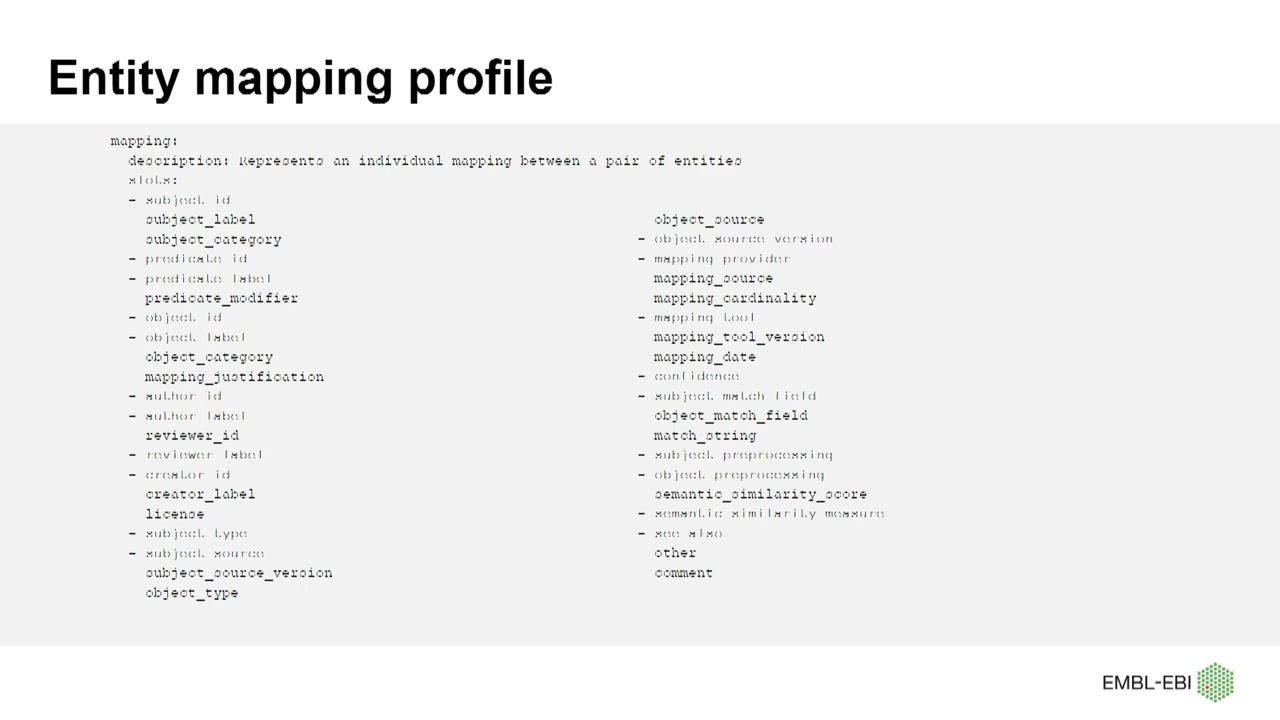 Entity mapping profile
mapping:
description: Represents an individual mapping between a pair of entities
slots:
- subject_id
subject_label
subject_category
- predicate_id
- predicate_label
predicate_modifier
- object_id
- object_label
object_category
mapping_justification
- author_id
- author_label
reviewer_id
- reviewer_label
- creator_id
creator_label
license
- subject_type
- subject_source
subject_source_version
object_type
object_source
- object_source_version
- mapping_provider
mapping_source
mapping_cardinality
- mapping_tool
mapping_tool_version
mapping_date
- confidence
- subject_match_field
object_match_field
match_string
- subject_preprocessing
- object_preprocessing
semantic_similarity_score
- semantic_similarity_measure
- see_also
other
comment
EMBL-EBI